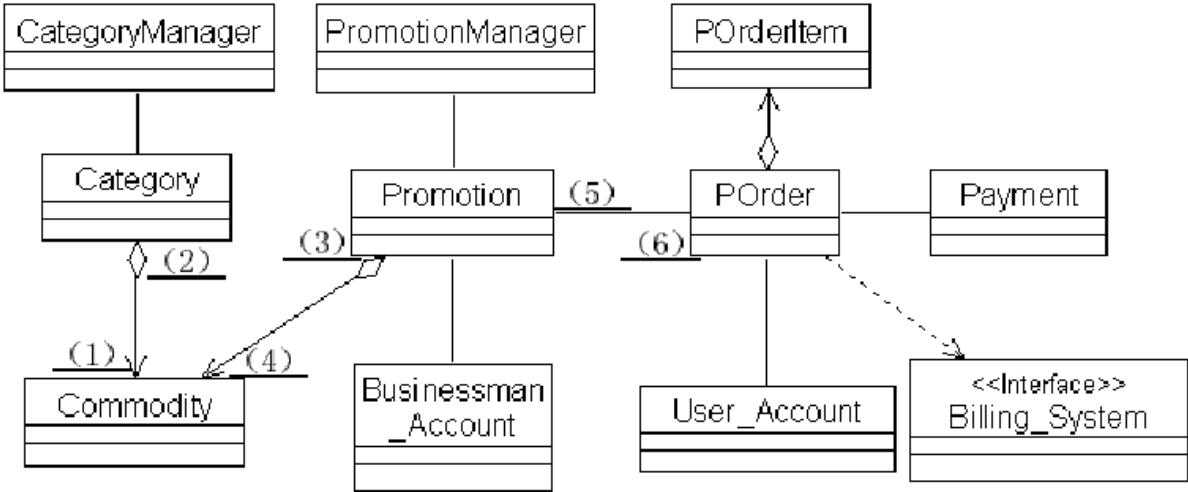 CategoryManager
PromotionManager
POrderItem
Category
Promotion
(5)
POrder
Payment
(2)
(3)
(6)
(1)
(4)
Commodity
Businessman
_Account
User_Account
<<Interface>>
Billing_System